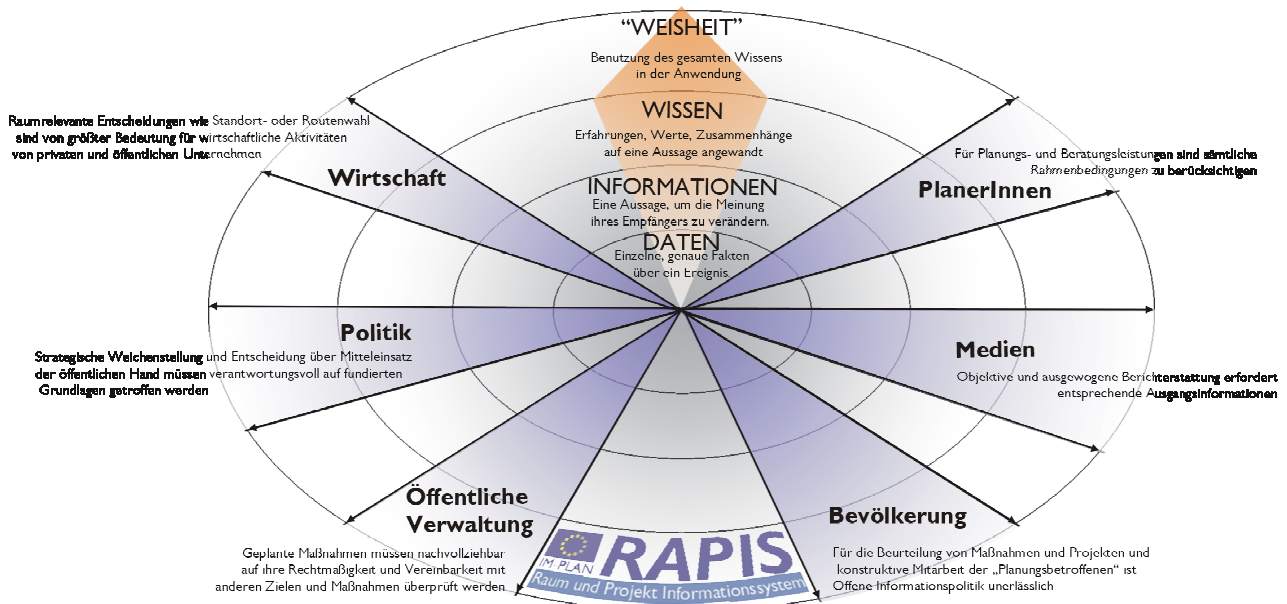 “WEISHEIT”
Benutzung des gesamten Wissens
in der Anwendung
WISSEN
Erfahrungen, Werte, Zusammenhänge
auf eine Aussage angewandt
INFORMATIONEN
Eine Aussage, um die Meinung
ihres Empfängers zu verändern.
DATEN
Einzelne, genaue Fakten
über ein Ereignis.
Raumrelevante Entscheidungen wie Standort- oder Routenwahl
sind von größter Bedeutung für wirtschaftliche Aktivitäten
von privaten und öffentlichen Unternehmen
Wirtschaft
Für Planungs- und Beratungsleistungen sind sämtliche
Rahmenbedingungen zu berücksichtigen
PlanerInnen
Politik
Strategische Weichenstellung und Entscheidung über Mitteleinsatz
der öffentlichen Hand müssen verantwortungsvoll auf fundierten
Grundlagen getroffen werden
Medien
Objektive und ausgewogene Berichterstattung erfordert
entsprechende Ausgangsinformationen
Öffentliche
Verwaltung
Geplante Maßnahmen müssen nachvollziehbar
auf ihre Rechtmäßigkeit und Vereinbarkeit mit
anderen Zielen und Maßnahmen überprüft werden
Bevölkerung
Für die Beurteilung von Maßnahmen und Projekten und
konstruktive Mitarbeit der „Planungsbetroffenen“ ist
Offene Informationspolitik unerlässlich
IM-PLAN
RAPIS
Raum und Projekt Informationssystem